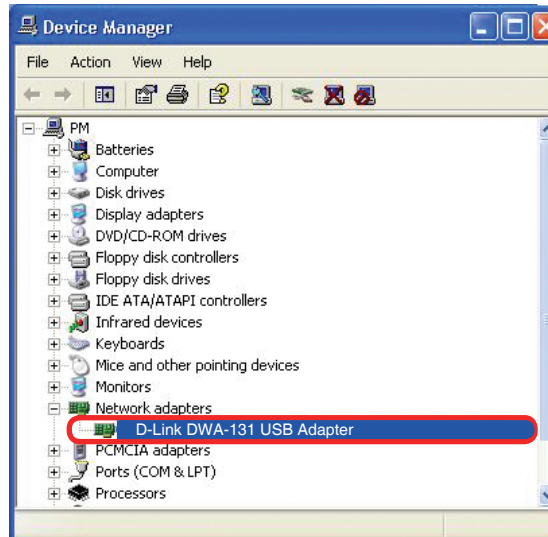 Device Manager
File Action View Help
PM
Batteries
Computer
Disk drives
Display adapters
DVD/CD-ROM drives
Floppy disk controllers
Floppy disk drives
IDE ATA/ATAPI controllers
Infrared devices
Keyboards
Mice and other pointing devices
Monitors
Network adapters
D-Link DWA-131 USB Adapter
PCMCIA adapters
Ports (COM & LPT)
Processors